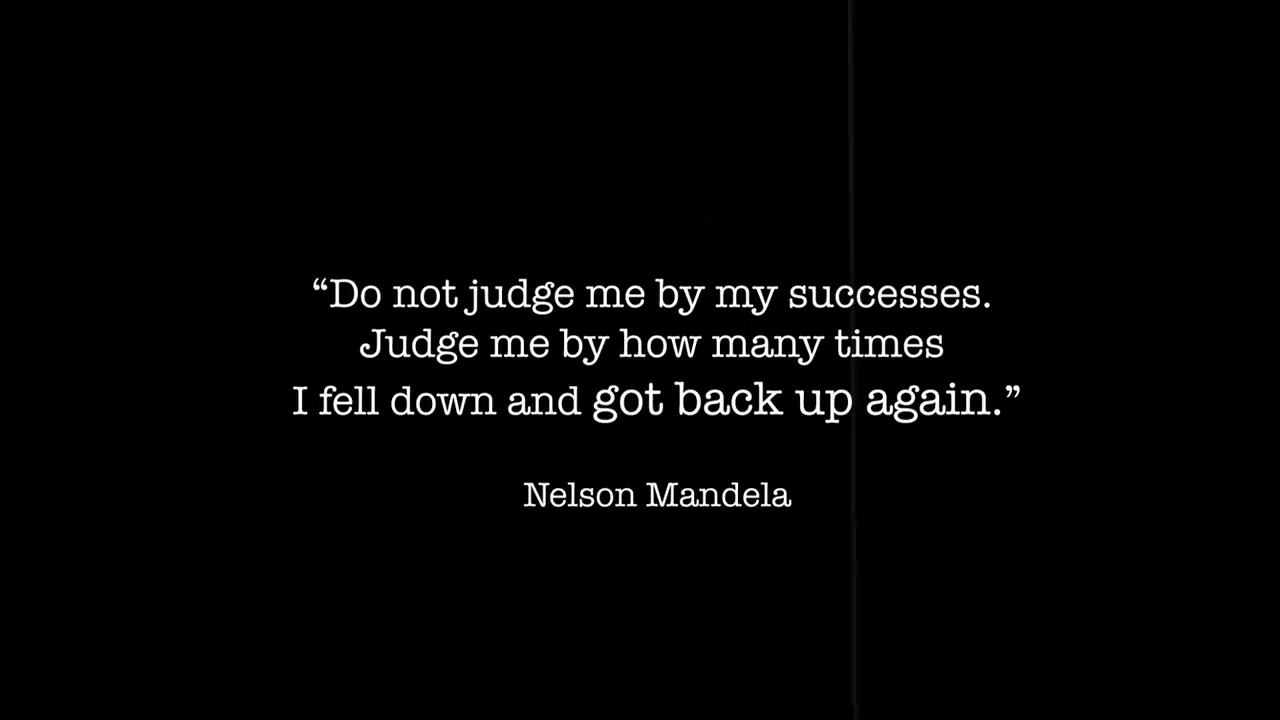 “Do not judge me by my successes.
Judge me by how many times
I fell down and got back up again.”
Nelson Mandela